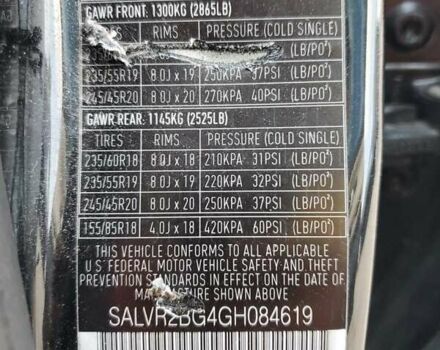 GAWR FRONT: 1300KG (2865LB)
TIRES RIMS PRESSURE (COLD SINGLE)
(LB/PO²)
235/55R19 8.0J x 19 250KPA 37PSI (LB/PO²)
245/45R20 8.0J x 20 270KPA 40PSI (LB/PO²)
GAWR REAR: 1145KG (2525LB)
TIRES RIMS PRESSURE (COLD SINGLE)
235/60R18 8.0J x 18 210KPA 31PSI (LB/PO²)
235/55R19 8.0J x 19 220KPA 32PSI (LB/PO²)
245/45R20 8.0J x 20 250KPA 37PSI (LB/PO²)
155/85R18 4.0J x 18 420KPA 60PSI (LB/PO²)
THIS VEHICLE CONFORMS TO ALL APPLICABLE
U.S. FEDERAL MOTOR VEHICLE SAFETY AND
THEFT PREVENTION STANDARDS
IN EFFECT ON THE DATE OF
MANUFACTURE SHOWN ABOVE.
SALVR2BG4GH084619